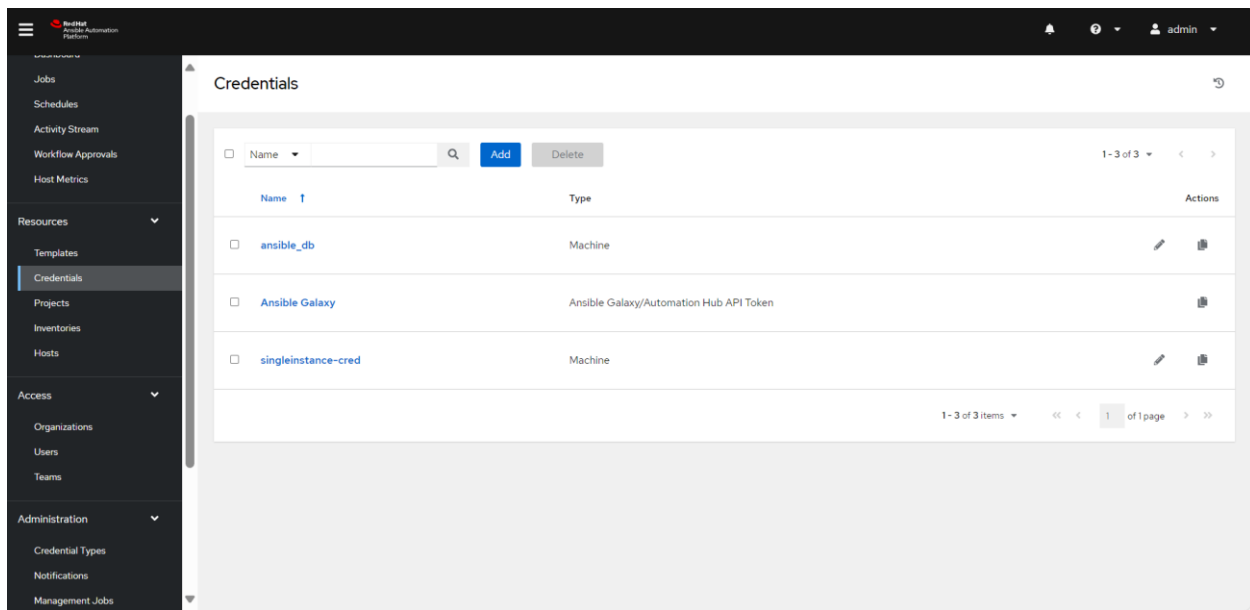 Red Hat
Ansible Automation
Platform
admin
Dashboard
Jobs
Schedules
Activity Stream
Workflow Approvals
Host Metrics
Resources
Templates
Credentials
Projects
Inventories
Hosts
Access
Organizations
Users
Teams
Administration
Credential Types
Notifications
Management Jobs
Credentials
Name Add Delete 1 - 3 of 3
Name Type Actions
ansible_db Machine
Ansible Galaxy Ansible Galaxy/Automation Hub API Token
singleinstance-cred Machine
1 - 3 of 3 items 1 of 1 page